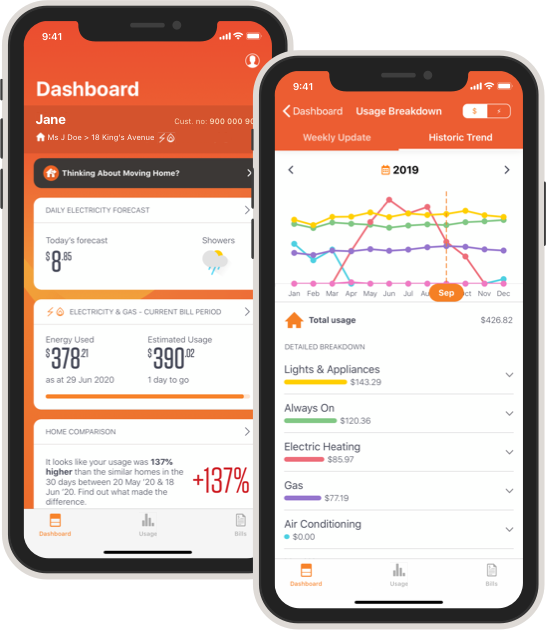 9:41
Dashboard
Jane
Cust. no: 900 000 90
Ms J Doe > 18 King's Avenue
Thinking About Moving Home?
DAILY ELECTRICITY FORECAST
Today's forecast
Showers
$8.85
ELECTRICITY & GAS - CURRENT BILL PERIOD
Energy Used
Estimated Usage
$378.21
$390.02
as at 29 Jun 2020
1 day to go
HOME COMPARISON
It looks like your usage was 137%
higher than the similar homes in the
30 days between 20 May '20 & 18
Jun '20. Find out what made the
difference.
+137%
Dashboard
Usage
Bills
9:41
Dashboard
Usage Breakdown
$
Weekly Update
Historic Trend
2019
Jan Feb Mar Apr May Jun Jul Au Sep ct Nov Dec
Total usage
$426.82
DETAILED BREAKDOWN
Lights & Appliances
$143.29
Always On
$120.36
Electric Heating
$85.97
Gas
$77.19
Air Conditioning
$0.00
Dashboard
Usage
Bills